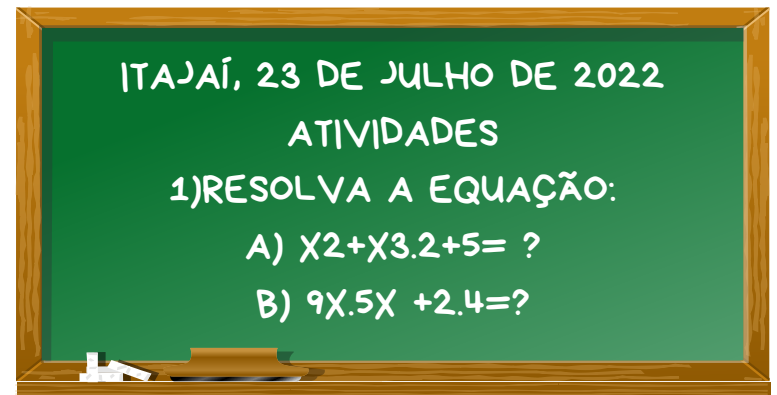 ITAJAÍ, 23 DE JULHO DE 2022
ATIVIDADES
1)RESOLVA A EQUAÇÃO:
A) X2+X3.2+5= ?
B) 9X.5X +2.4=?